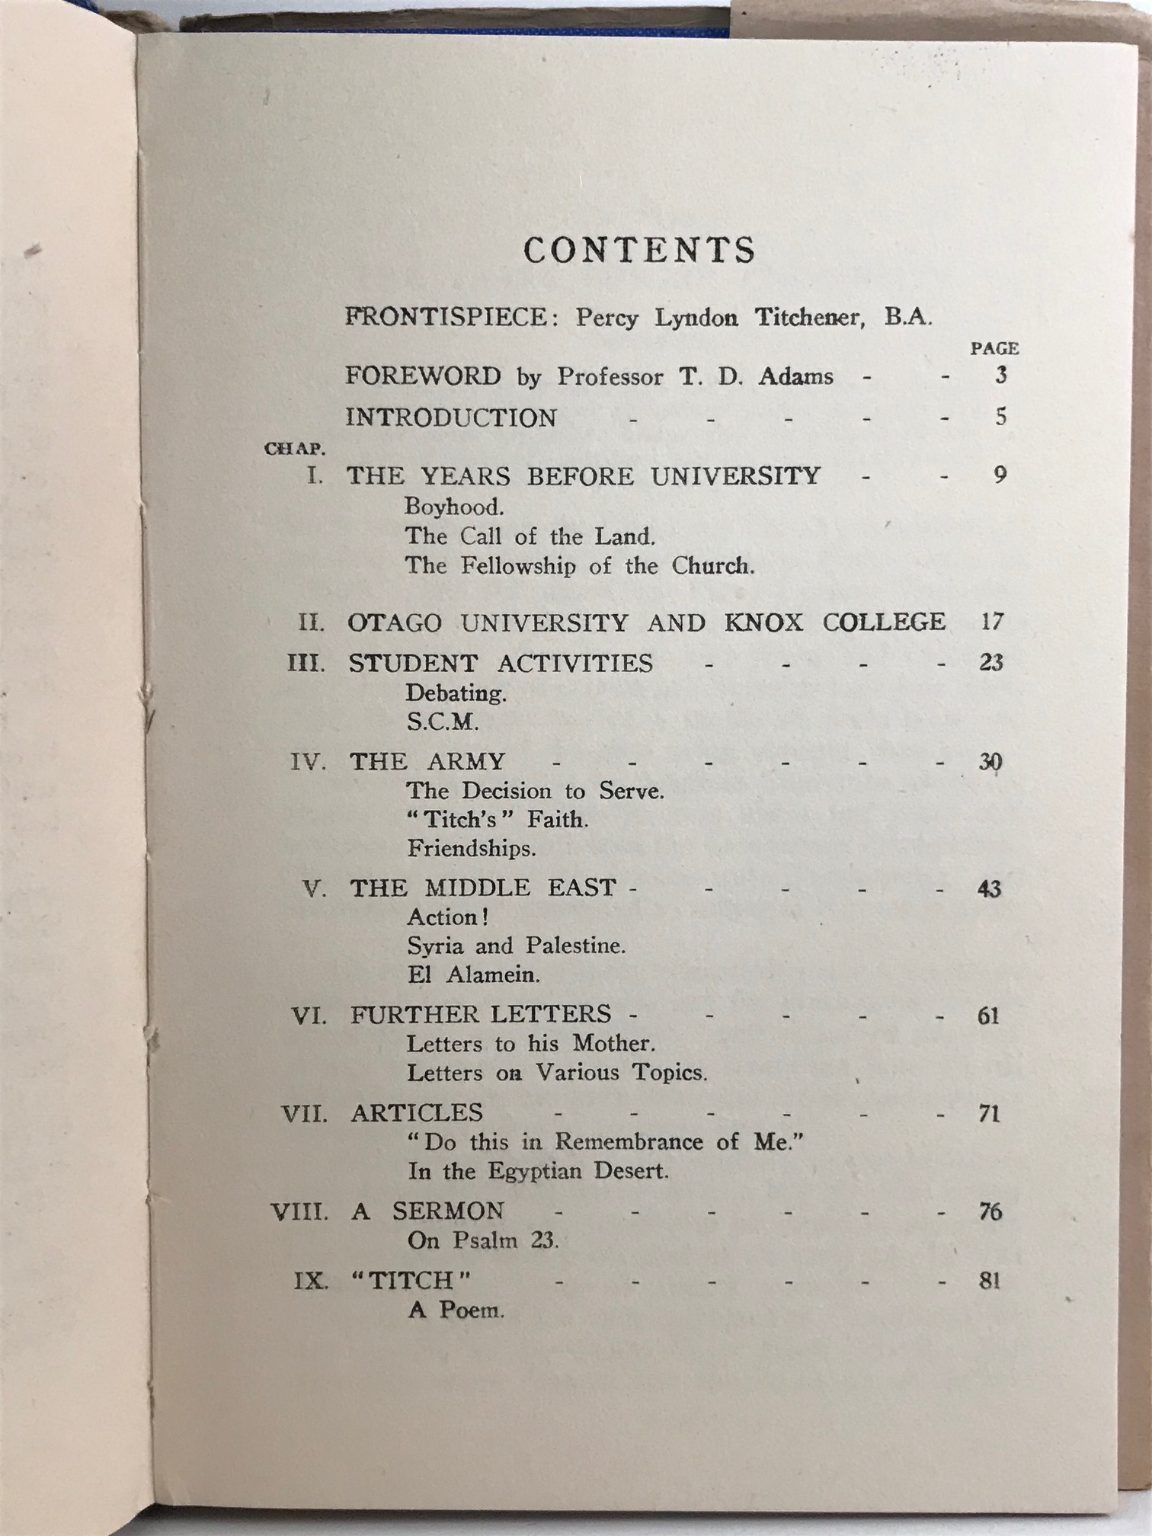 CONTENTS
FRONTISPIECE: Percy Lyndon Titchener, B.A.
PAGE
FOREWORD by Professor T. D. Adams - - 3
INTRODUCTION - - - - - 5
CHAP.
I. THE YEARS BEFORE UNIVERSITY - - 9
Boyhood.
The Call of the Land.
The Fellowship of the Church.
II. OTAGO UNIVERSITY AND KNOX COLLEGE 17
III. STUDENT ACTIVITIES - - - - 23
Debating.
S.C.M.
IV. THE ARMY - - - - - - 30
The Decision to Serve.
"Titch's" Faith.
Friendships.
V. THE MIDDLE EAST - - - - - 43
Action!
Syria and Palestine.
El Alamein.
VI. FURTHER LETTERS - - - - - 61
Letters to his Mother.
Letters on Various Topics.
VII. ARTICLES - - - - - - 71
"Do this in Remembrance of Me."
In the Egyptian Desert.
VIII. A SERMON - - - - - - 76
On Psalm 23.
IX. "TITCH" - - - - - - 81
A Poem.